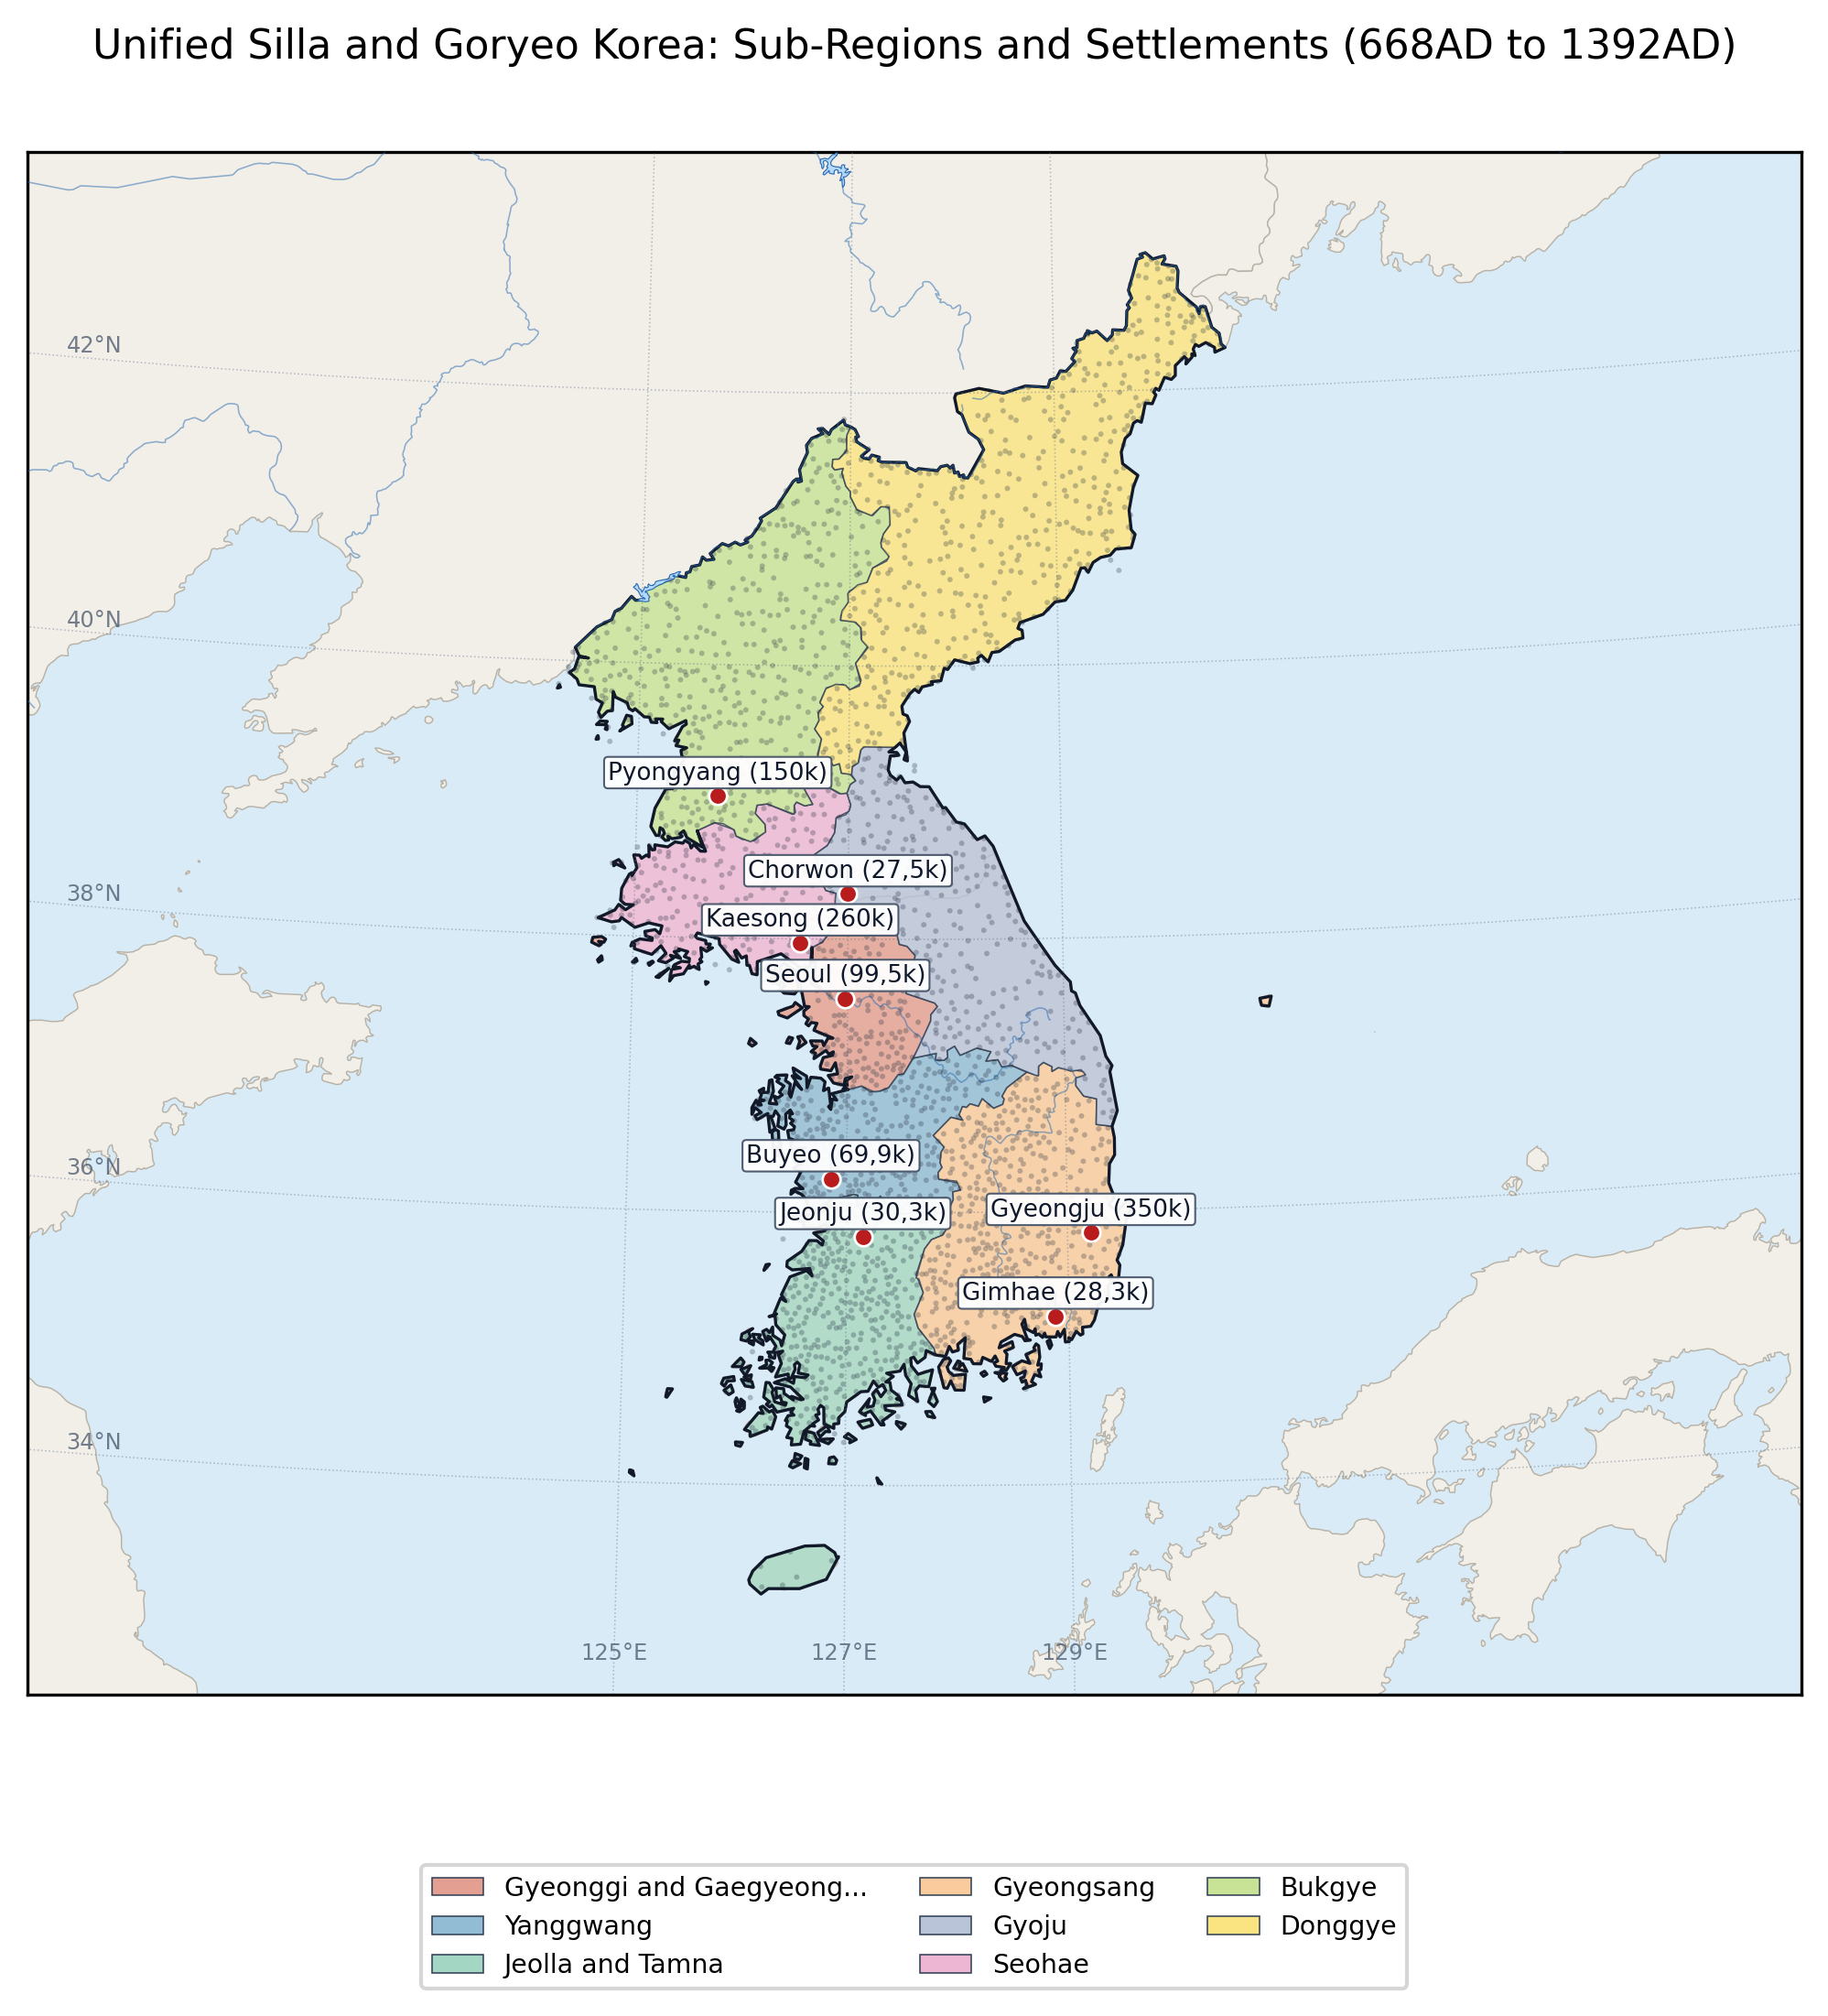 Unified Silla and Goryeo Korea: Sub-Regions and Settlements (668AD to 1392AD)
42°N
40°N
Pyongyang (150k)
Chorwon (27,5k)
38°N
Kaesong (260k)
Seoul (99,5k)
Buyeo (69,9k)
36°N
Jeonju (30,3k)
Gyeongju (350k)
Gimhae (28,3k)
34°N
125°E
127°E
129°E
Gyeonggi and Gaegyeong...
Yanggwang
Jeolla and Tamna
Gyeongsang
Gyoju
Seohae
Bukgye
Donggye